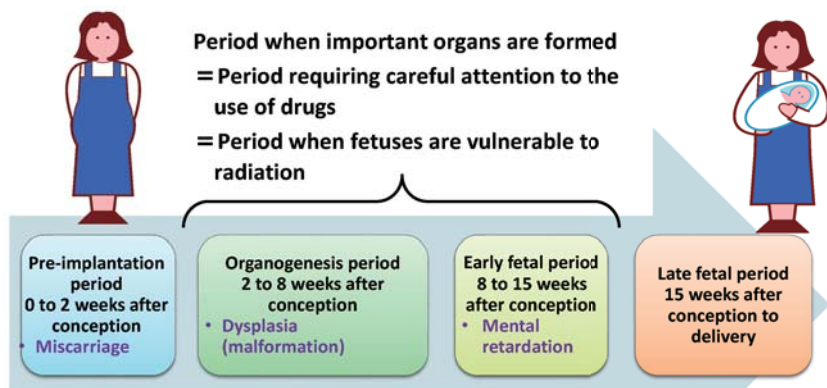 Period when important organs are formed
= Period requiring careful attention to the
use of drugs
= Period when fetuses are vulnerable to
radiation
Pre-implantation
period
0 to 2 weeks after
conception
• Miscarriage
Organogenesis period
2 to 8 weeks after
conception
• Dysplasia
(malformation)
Early fetal period
8 to 15 weeks
after conception
• Mental
retardation
Late fetal period
15 weeks after
conception to
delivery